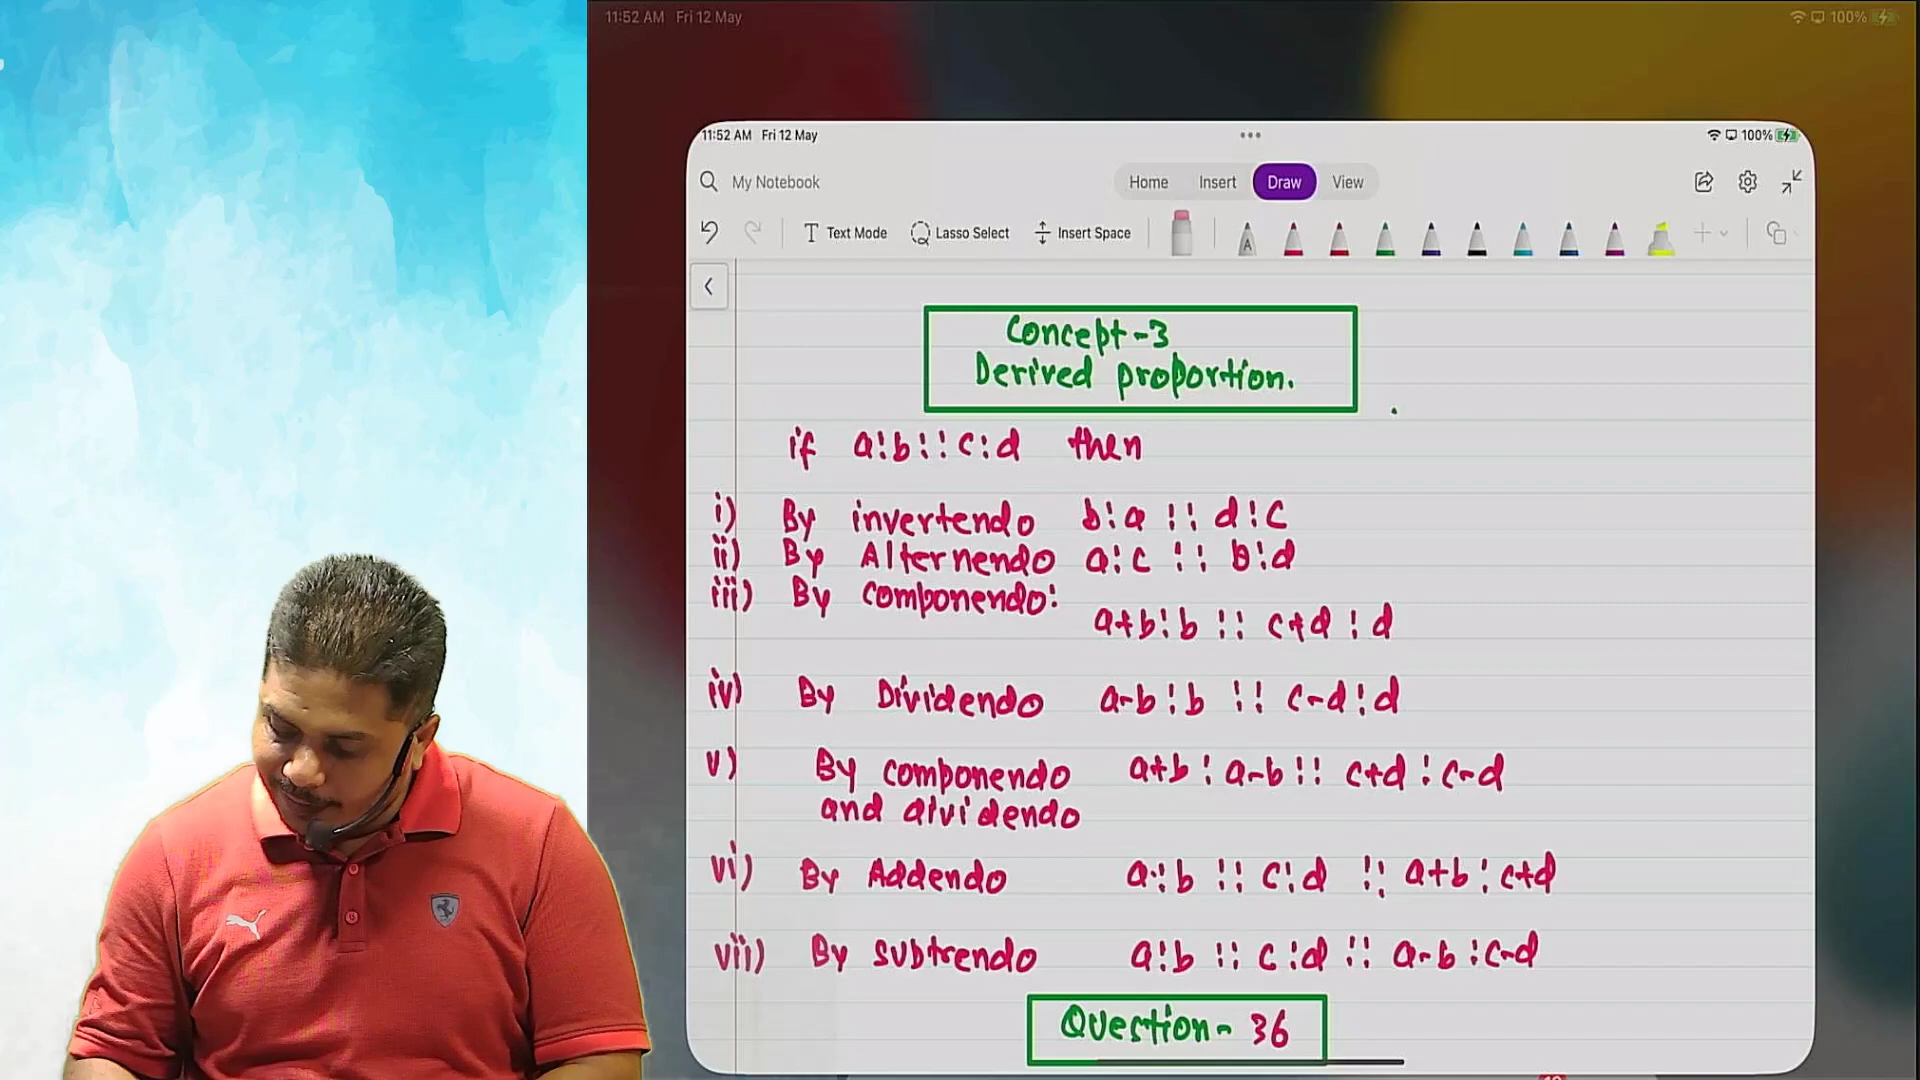 11:52 AM Fri 12 May
100%
11:52 AM Fri 12 May
100%
My Notebook
Home Insert Draw View
Text Mode Lasso Select Insert Space
A
Concept-3
Derived proportion.
if a:b::c:d then
i) By invertendo b:a :: d:c
ii) By Alternendo a:c :: b:d
iii) By componendo:
a+b:b :: c+d : d
iv) By Dividendo a-b:b :: c-d:d
v) By componendo a+b : a-b :: c+d : c-d
and dividendo
vi) By Addendo a:b :: c:d :: a+b : c+d
vii) By subtrendo a:b :: c:d :: a-b : c-d
Question - 36